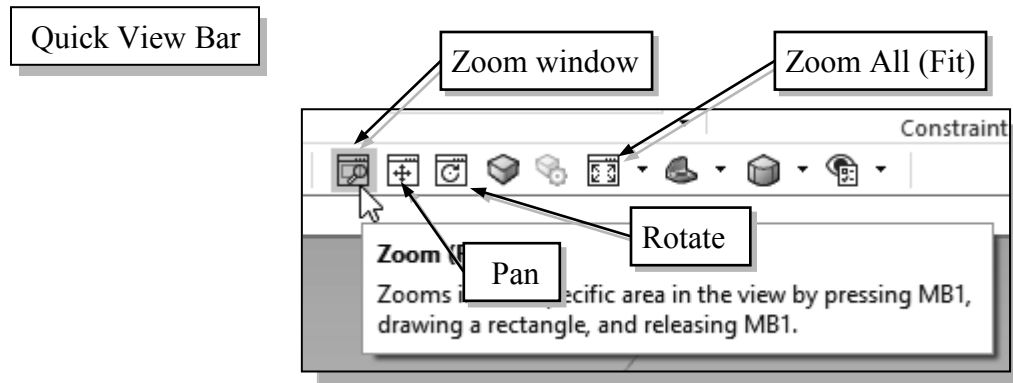 Quick View Bar
Zoom window
Zoom All (Fit)
Constraint
Rotate
Zoom (
Pan
Zooms i ecific area in the view by pressing MB1,
drawing a rectangle, and releasing MB1.